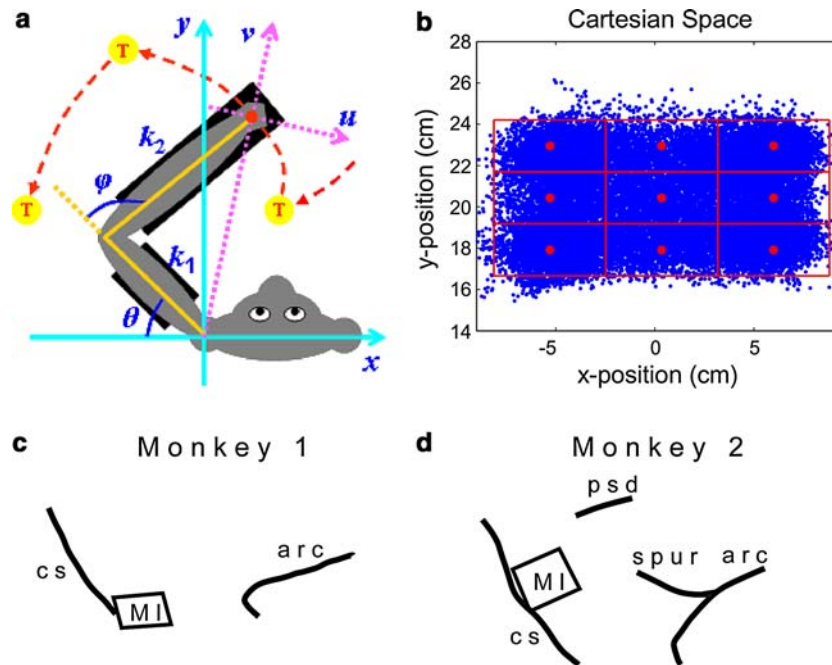 a
y
v
T
u
k₂
φ
T
T
k₁
θ
x
b
Cartesian Space
28
26
24
22
20
18
16
14
y-position (cm)
-5
0
5
x-position (cm)
c
Monkey 1
cs
arc
MI
d
Monkey 2
psd
spur arc
MI
cs